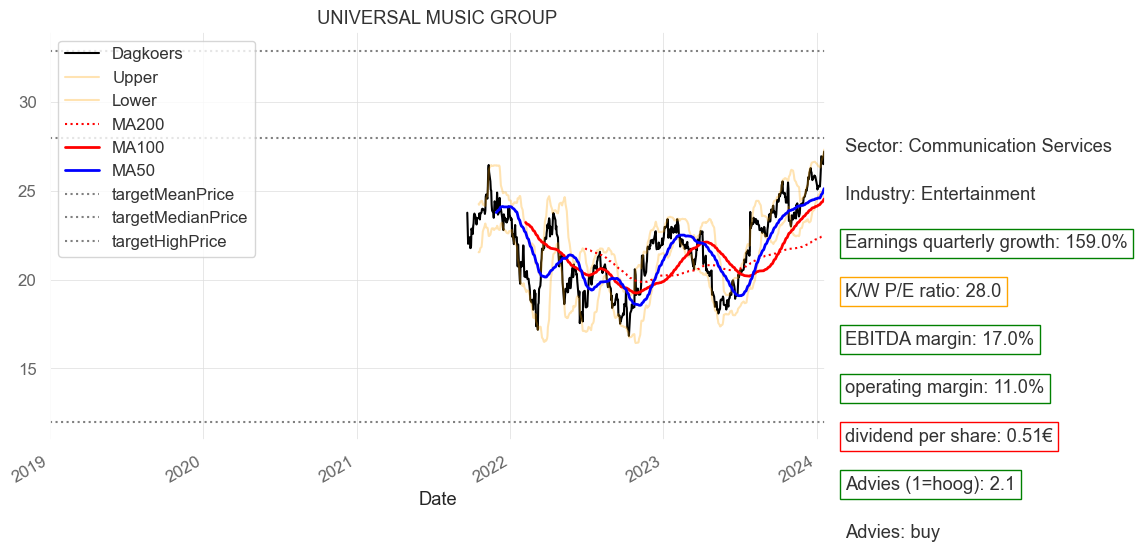 UNIVERSAL MUSIC GROUP
Dagkoers
Upper
Lower
MA200
MA100
MA50
targetMeanPrice
targetMedianPrice
targetHighPrice
30
25
20
15
2019
2020
2021
2022
2023
2024
Date
Sector: Communication Services
Industry: Entertainment
Earnings quarterly growth: 159.0%
K/W P/E ratio: 28.0
EBITDA margin: 17.0%
operating margin: 11.0%
dividend per share: 0.51€
Advies (1=hoog): 2.1
Advies: buy